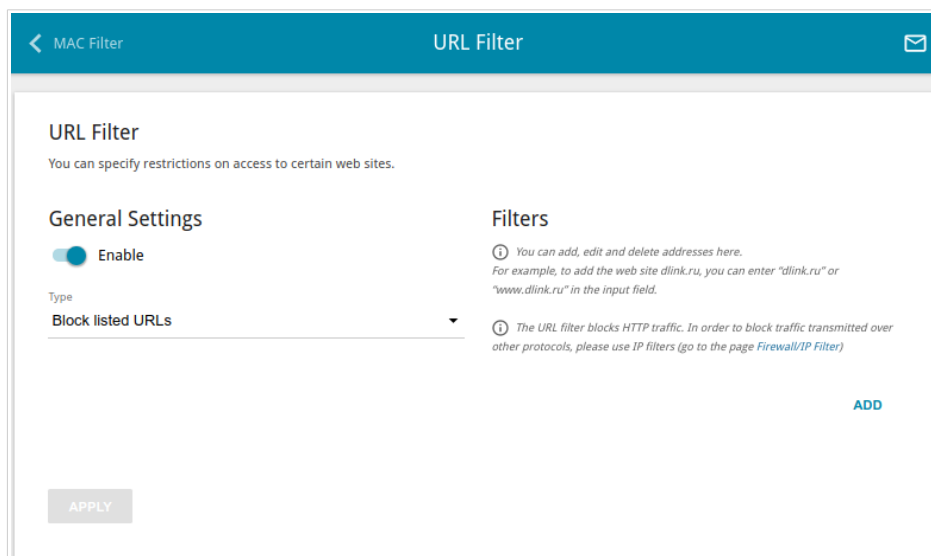 MAC Filter
URL Filter
URL Filter
You can specify restrictions on access to certain web sites.
General Settings
Enable
Type
Block listed URLs
Filters
You can add, edit and delete addresses here.
For example, to add the web site dlink.ru, you can enter "dlink.ru" or
"www.dlink.ru" in the input field.
The URL filter blocks HTTP traffic. In order to block traffic transmitted over
other protocols, please use IP filters (go to the page Firewall/IP Filter)
ADD
APPLY